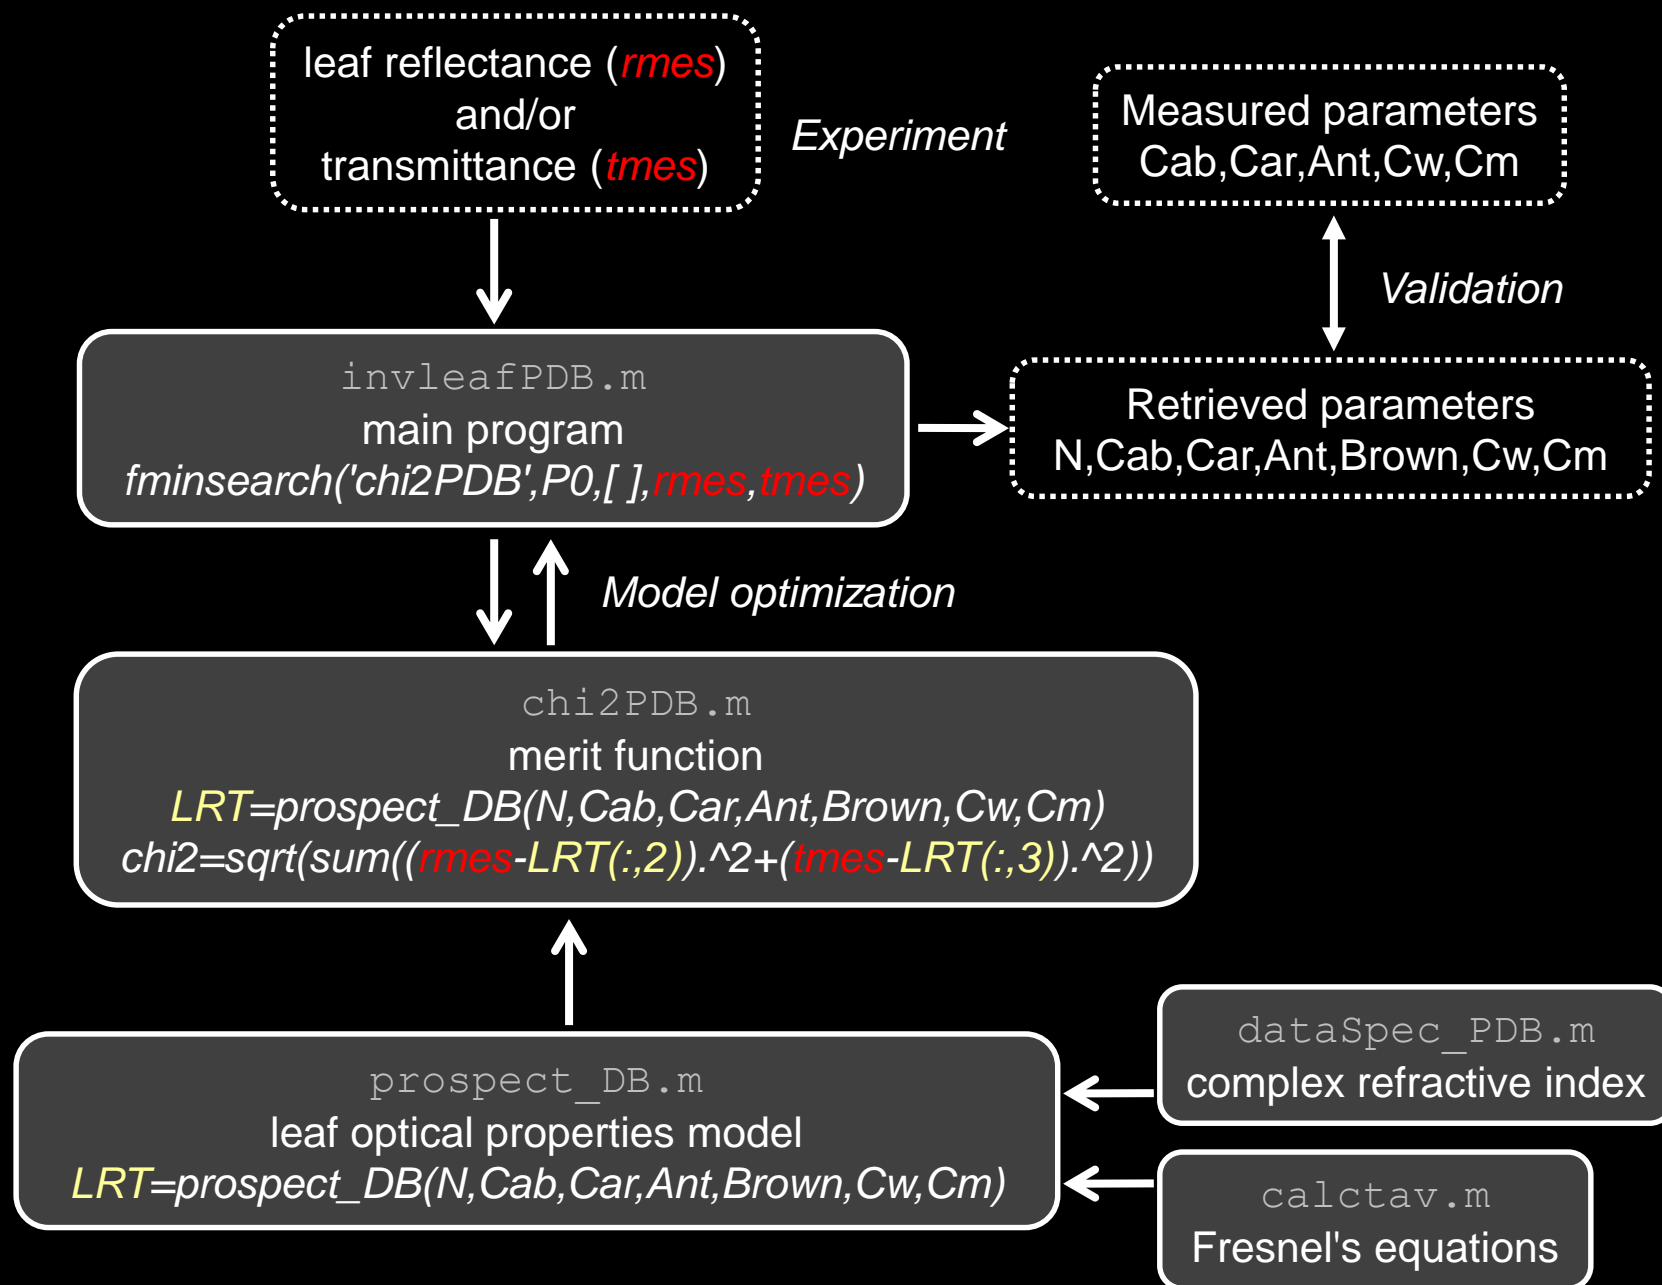 leaf reflectance (rmes)
and/or
transmittance (tmes)
Experiment
Measured parameters
Cab,Car,Ant,Cw,Cm
Validation
invleafPDB.m
main program
fminsearch('chi2PDB',P0,[ ],rmes,tmes)
Retrieved parameters
N,Cab,Car,Ant,Brown,Cw,Cm
Model optimization
chi2PDB.m
merit function
LRT=prospect_DB(N,Cab,Car,Ant,Brown,Cw,Cm)
chi2=sqrt(sum((rmes-LRT(:,2)).^2+(tmes-LRT(:,3)).^2))
prospect_DB.m
leaf optical properties model
LRT=prospect_DB(N,Cab,Car,Ant,Brown,Cw,Cm)
dataSpec_PDB.m
complex refractive index
calctav.m
Fresnel's equations